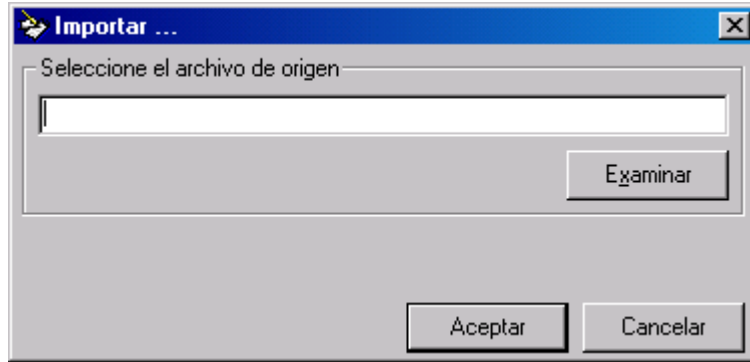 Importar ...
Seleccione el archivo de origen
Examinar
Aceptar
Cancelar